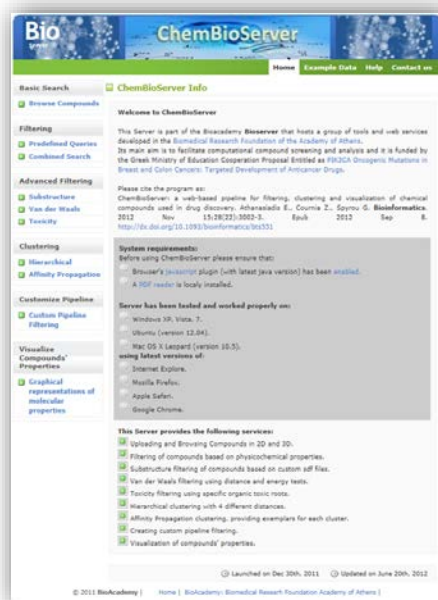 Bio
ChemBioServer
Home Example Data Help Contact us
Basic Search
Browse Compounds
Filtering
Predefined Queries
Combined Search
Advanced Filtering
Substructure
Van der Waals
Toxicity
Clustering
Hierarchical
Affinity Propagation
Customize Pipeline
Custom Pipeline
Filtering
Visualize
Compounds'
Properties
Graphical
representations of
molecular
properties
ChemBioServer Info
Welcome to ChemBioServer
This Server is part of the Bioacademy Bioserver that hosts a group of tools and web services
developed in the Biomedical Research Foundation of the Academy of Athens.
Its main aim is to facilitate computational compound screening and analysis and it is funded by
the Greek Ministry of Education Cooperation Proposal Entitled as PIK3CA Oncogenic Mutations in
Breast and Colon Cancers: Targeted Development of Anticancer Drugs.
Please cite the program as:
ChemBioServer: a web-based pipeline for filtering, clustering and visualization of chemical
compounds used in drug discovery. Athanasiadis E., Cournia Z., Spyrou G. Bioinformatics.
2012 Nov 15;28(22):3002-3. Epub 2012 Sep 8.
http://dx.doi.org/10.1093/bioinformatics/bts551
System requirements:
Before using ChemBioServer please ensure that:
Browser's javascript plugin (with latest java version) has been enabled.
A PDF reader is localy installed.
Server has been tested and worked properly on:
Windows XP, Vista, 7.
Ubuntu (version 12.04).
Mac OS X Leopard (version 10.5).
using latest versions of:
Internet Explore.
Mozilla Firefox.
Apple Safari.
Google Chrome.
This Server provides the following services:
Uploading and Browsing Compounds in 2D and 3D.
Filtering of compounds based on physicochemical properties.
Substructure filtering of compounds based on custom sdf files.
Van der Waals filtering using distance and energy tests.
Toxicity filtering using specific organic toxic roots.
Hierarchical clustering with 4 different distances.
Affinity Propagation clustering, providing exemplars for each cluster.
Creating custom pipeline filtering.
Visualization of compounds' properties.
Launched on Dec 30th, 2011 Updated on June 20th, 2012
© 2011 BioAcademy | Home | BioAcademy: Biomedical Research Foundation Academy of Athens |